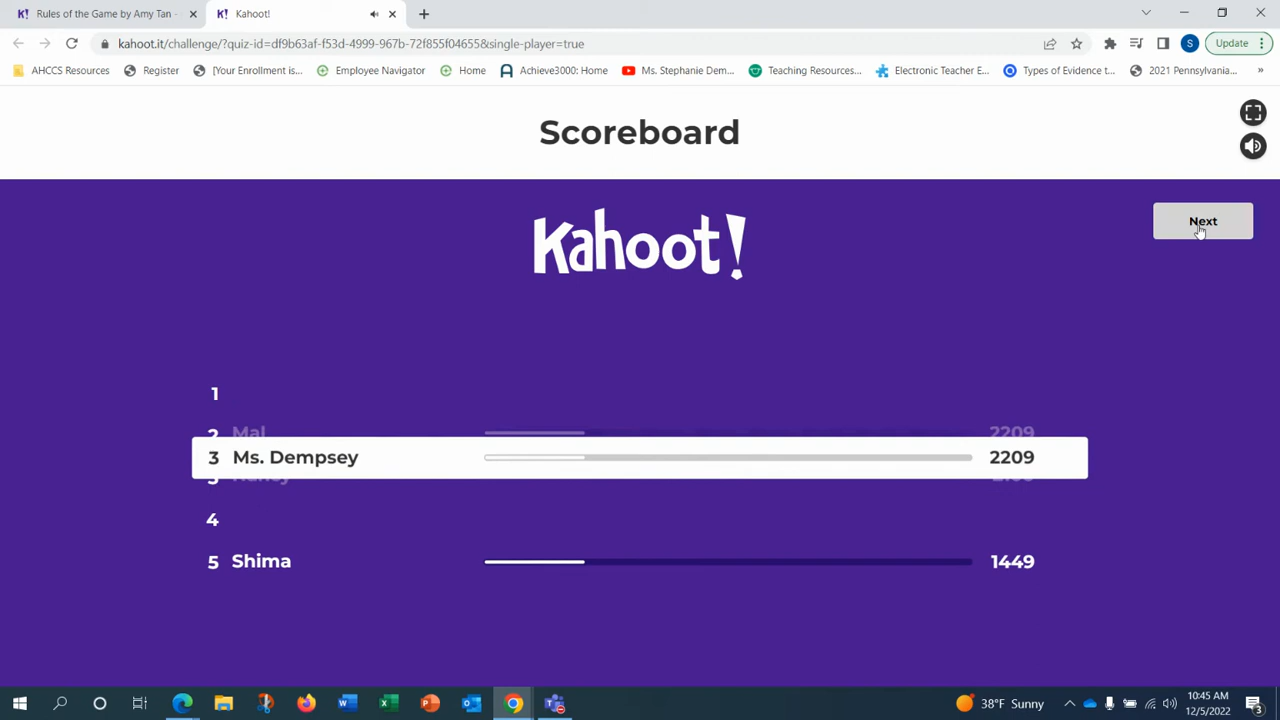 Rules of the Game by Amy Tan -
Kahoot!
kahoot.it/challenge/?quiz-id=df9b63af-f53d-4999-967b-72f855f04655&single-player=true
S
Update
AHCCS Resources
Register
[Your Enrollment is...
Employee Navigator
Home
Achieve3000: Home
Ms. Stephanie Dem...
Teaching Resources...
Electronic Teacher E...
Types of Evidence t...
2021 Pennsylvania...
»
Scoreboard
Kahoot!
Next
1
2 Mal 2209
3 Ms. Dempsey 2209
3
4
5 Shima 1449
38°F Sunny
10:45 AM
12/5/2022
3